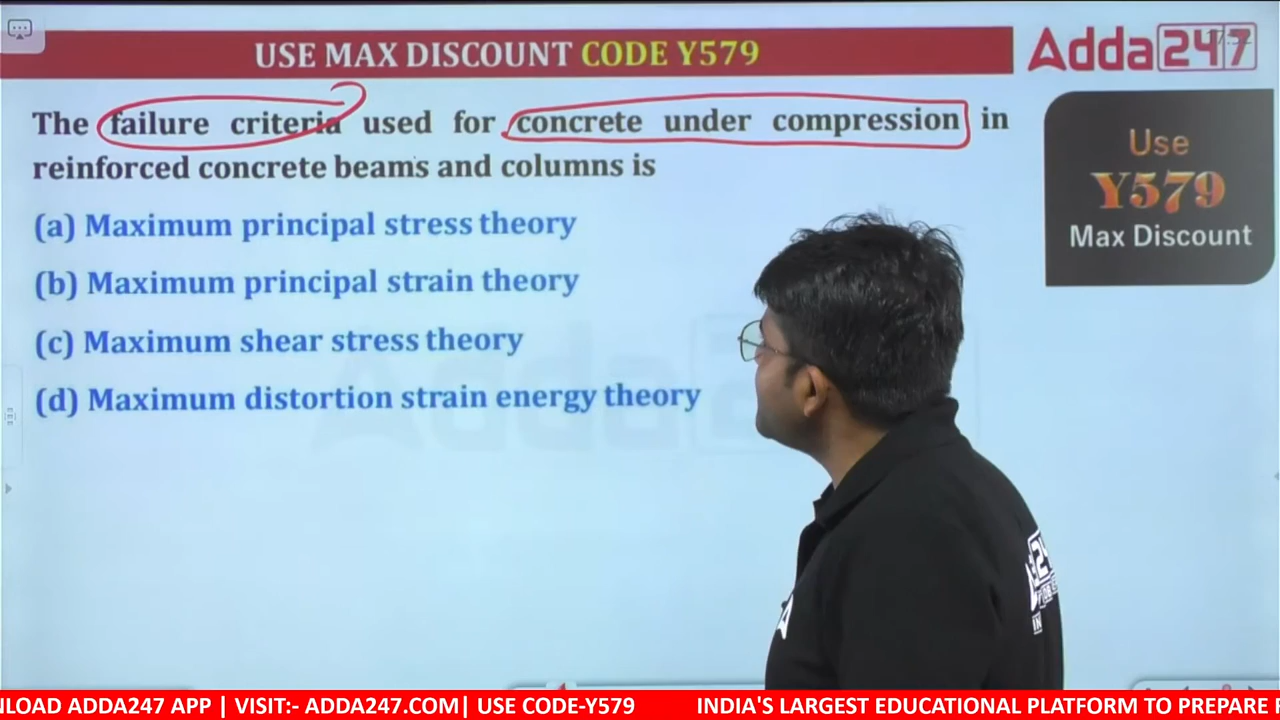 USE MAX DISCOUNT CODE Y579
Adda247
The failure criteria used for concrete under compression in
reinforced concrete beams and columns is
(a) Maximum principal stress theory
(b) Maximum principal strain theory
(c) Maximum shear stress theory
(d) Maximum distortion strain energy theory
Use
Y579
Max Discount
NLOAD ADDA247 APP | VISIT:- ADDA247.COM| USE CODE-Y579 INDIA'S LARGEST EDUCATIONAL PLATFORM TO PREPARE